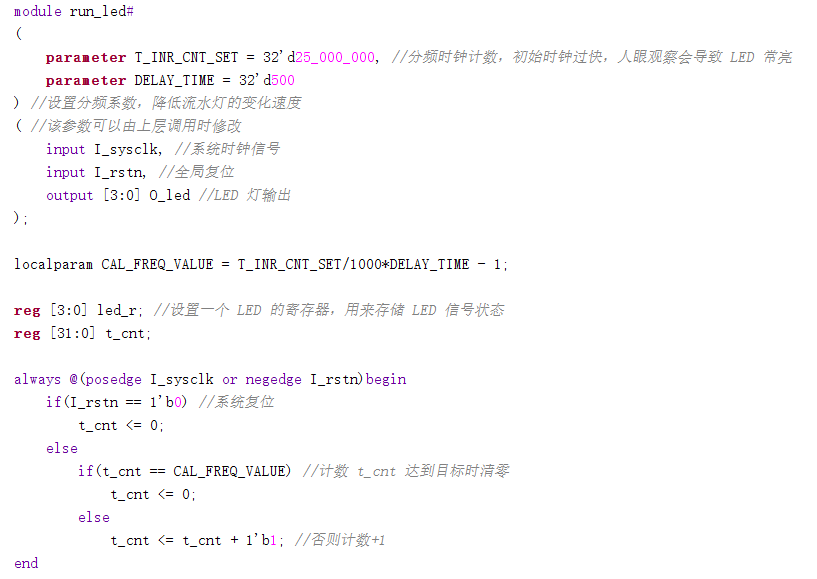 module run_led#
(
    parameter T_INR_CNT_SET = 32'd25_000_000, //分频时钟计数，初始时钟过快，人眼观察会导致 LED 常亮
    parameter DELAY_TIME = 32'd500
) //设置分频系数，降低流水灯的变化速度
( //该参数可以由上层调用时修改
    input I_sysclk, //系统时钟信号
    input I_rstn, //全局复位
    output [3:0] O_led //LED 灯输出
);

localparam CAL_FREQ_VALUE = T_INR_CNT_SET/1000*DELAY_TIME - 1;

reg [3:0] led_r; //设置一个 LED 的寄存器，用来存储 LED 信号状态
reg [31:0] t_cnt;

always @(posedge I_sysclk or negedge I_rstn)begin
    if(I_rstn == 1'b0) //系统复位
        t_cnt <= 0;
    else
        if(t_cnt == CAL_FREQ_VALUE) //计数 t_cnt 达到目标时清零
            t_cnt <= 0;
        else
            t_cnt <= t_cnt + 1'b1; //否则计数+1
end